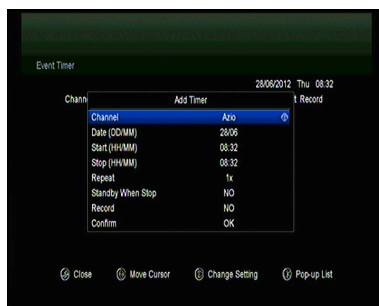 Event Timer
28/06/2012 Thu 08:32
Chann t Record
Add Timer
Channel Azio
Date (DD/MM) 28/06
Start (HH/MM) 08:32
Stop (HH/MM) 08:32
Repeat 1x
Standby When Stop NO
Record NO
Confirm OK
Close Move Cursor Change Setting Pop-up List